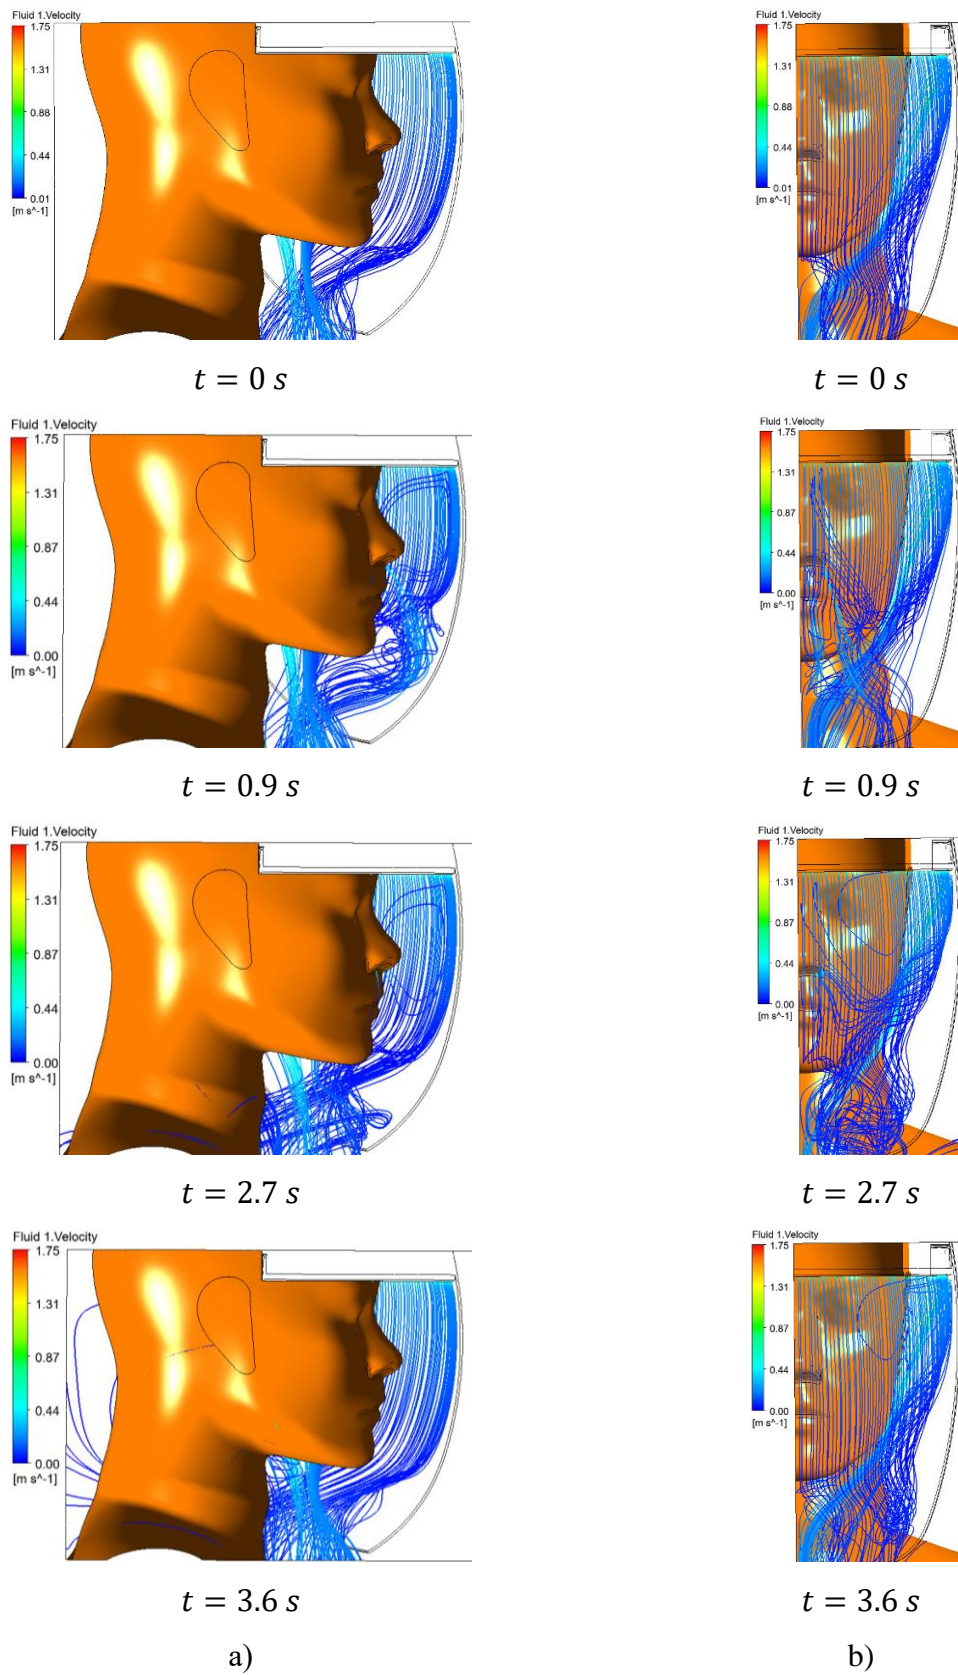 Fluid 1.Velocity
1.75
1.31
0.88
0.44
0.01
[m s^-1]
Fluid 1.Velocity
1.75
1.31
0.88
0.44
0.01
[m s^-1]
t = 0 s
t = 0 s
Fluid 1.Velocity
1.75
1.31
0.87
0.44
0.00
[m s^-1]
Fluid 1.Velocity
1.75
1.31
0.87
0.44
0.00
[m s^-1]
t = 0.9 s
t = 0.9 s
Fluid 1.Velocity
1.75
1.31
0.87
0.44
0.00
[m s^-1]
Fluid 1.Velocity
1.75
1.31
0.87
0.44
0.00
[m s^-1]
t = 2.7 s
t = 2.7 s
Fluid 1.Velocity
1.75
1.31
0.87
0.44
0.00
[m s^-1]
Fluid 1.Velocity
1.75
1.31
0.87
0.44
0.00
[m s^-1]
t = 3.6 s
t = 3.6 s
a)
b)